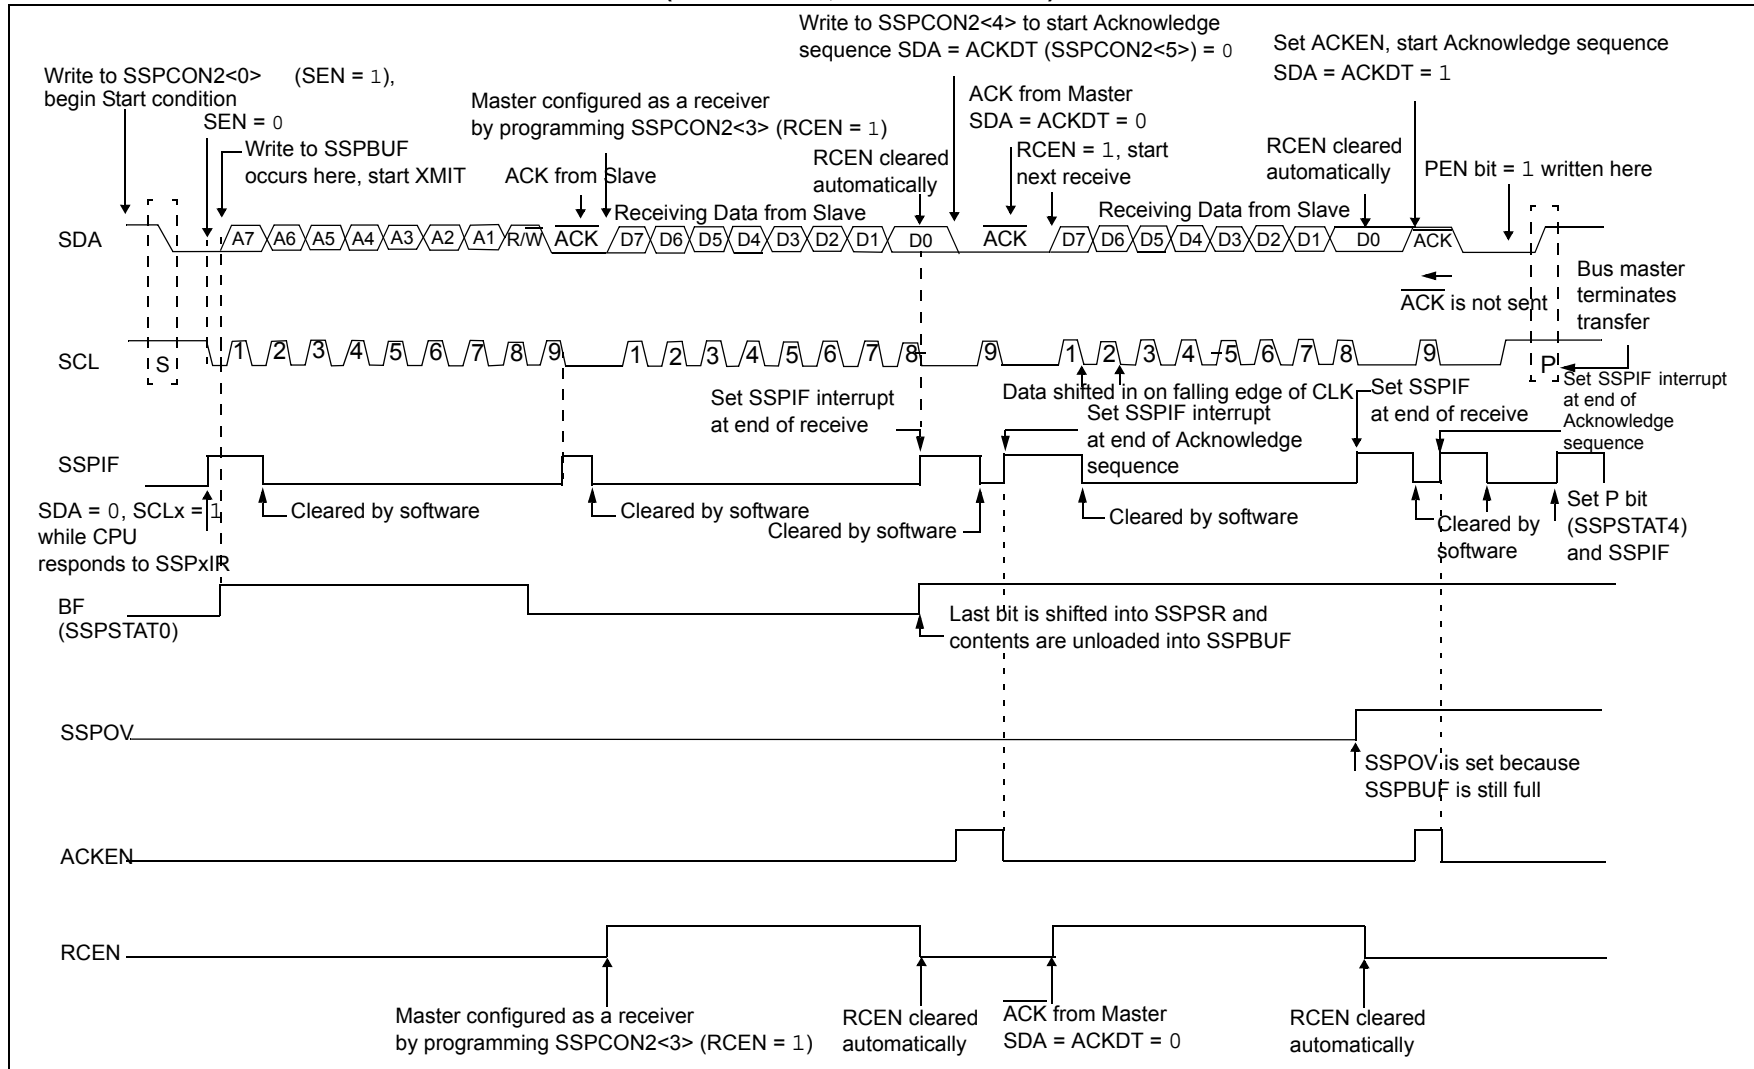 Write to SSPCON2<4> to start Acknowledge
sequence SDA = ACKDT (SSPCON2<5>) = 0
Set ACKEN, start Acknowledge sequence
SDA = ACKDT = 1
Write to SSPCON2<0> (SEN = 1),
begin Start condition
SEN = 0
Write to SSPBUF
occurs here, start XMIT
Master configured as a receiver
by programming SSPCON2<3> (RCEN = 1)
ACK from Slave
RCEN cleared
automatically
ACK from Master
SDA = ACKDT = 0
RCEN = 1, start
next receive
RCEN cleared
automatically
PEN bit = 1 written here
Receiving Data from Slave
Receiving Data from Slave
SDA A7 A6 A5 A4 A3 A2 A1 R/W ACK D7 D6 D5 D4 D3 D2 D1 D0 ACK D7 D6 D5 D4 D3 D2 D1 D0 ACK
ACK is not sent
Bus master
terminates
transfer
SCL S 1 2 3 4 5 6 7 8 9 1 2 3 4 5 6 7 8 9 1 2 3 4 5 6 7 8 9 P
Data shifted in on falling edge of CLK
Set SSPIF interrupt
at end of receive
Set SSPIF interrupt
at end of Acknowledge
sequence
Set SSPIF
at end of receive
Set SSPIF interrupt
at end of
Acknowledge
sequence
SSPIF
SDA = 0, SCLx = 1
while CPU
responds to SSPxIR
Cleared by software
Cleared by software
Cleared by software
Cleared by software
Cleared by
software
Set P bit
(SSPSTAT4)
and SSPIF
BF
(SSPSTAT0)
Last bit is shifted into SSPSR and
contents are unloaded into SSPBUF
SSPOV
SSPOV is set because
SSPBUF is still full
ACKEN
RCEN
Master configured as a receiver
by programming SSPCON2<3> (RCEN = 1)
RCEN cleared
automatically
ACK from Master
SDA = ACKDT = 0
RCEN cleared
automatically